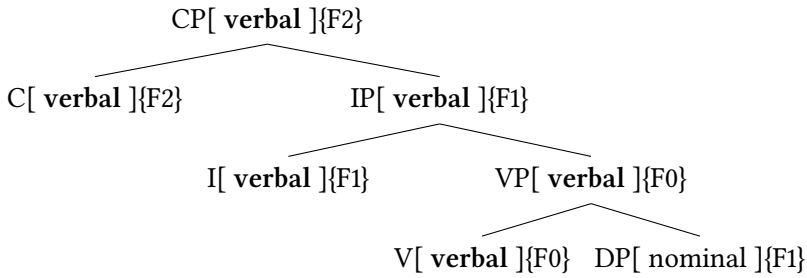 CP[ verbal ]{F2}
C[ verbal ]{F2} IP[ verbal ]{F1}
I[ verbal ]{F1} VP[ verbal ]{F0}
V[ verbal ]{F0} DP[ nominal ]{F1}